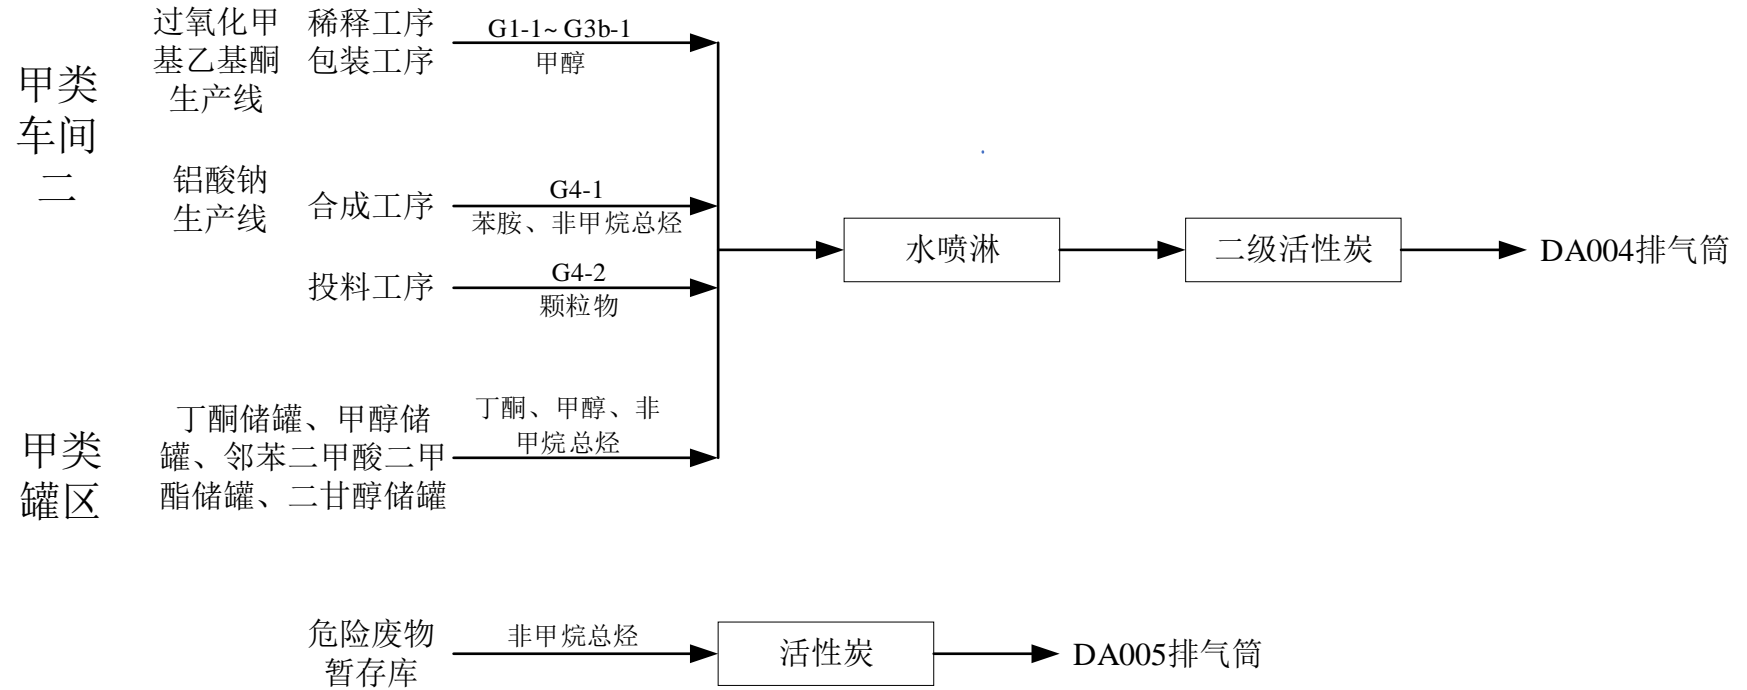 甲类
车间
二
过氧化甲
基乙基酮
生产线
稀释工序
包装工序
G1-1~G3b-1
甲醇
铝酸钠
生产线
合成工序
G4-1
苯胺、非甲烷总烃
投料工序
G4-2
颗粒物
甲类
罐区
丁酮储罐、甲醇储
罐、邻苯二甲酸二甲
酯储罐、二甘醇储罐
丁酮、甲醇、非
甲烷总烃
水喷淋
二级活性炭
DA004排气筒
危险废物
暂存库
非甲烷总烃
活性炭
DA005排气筒